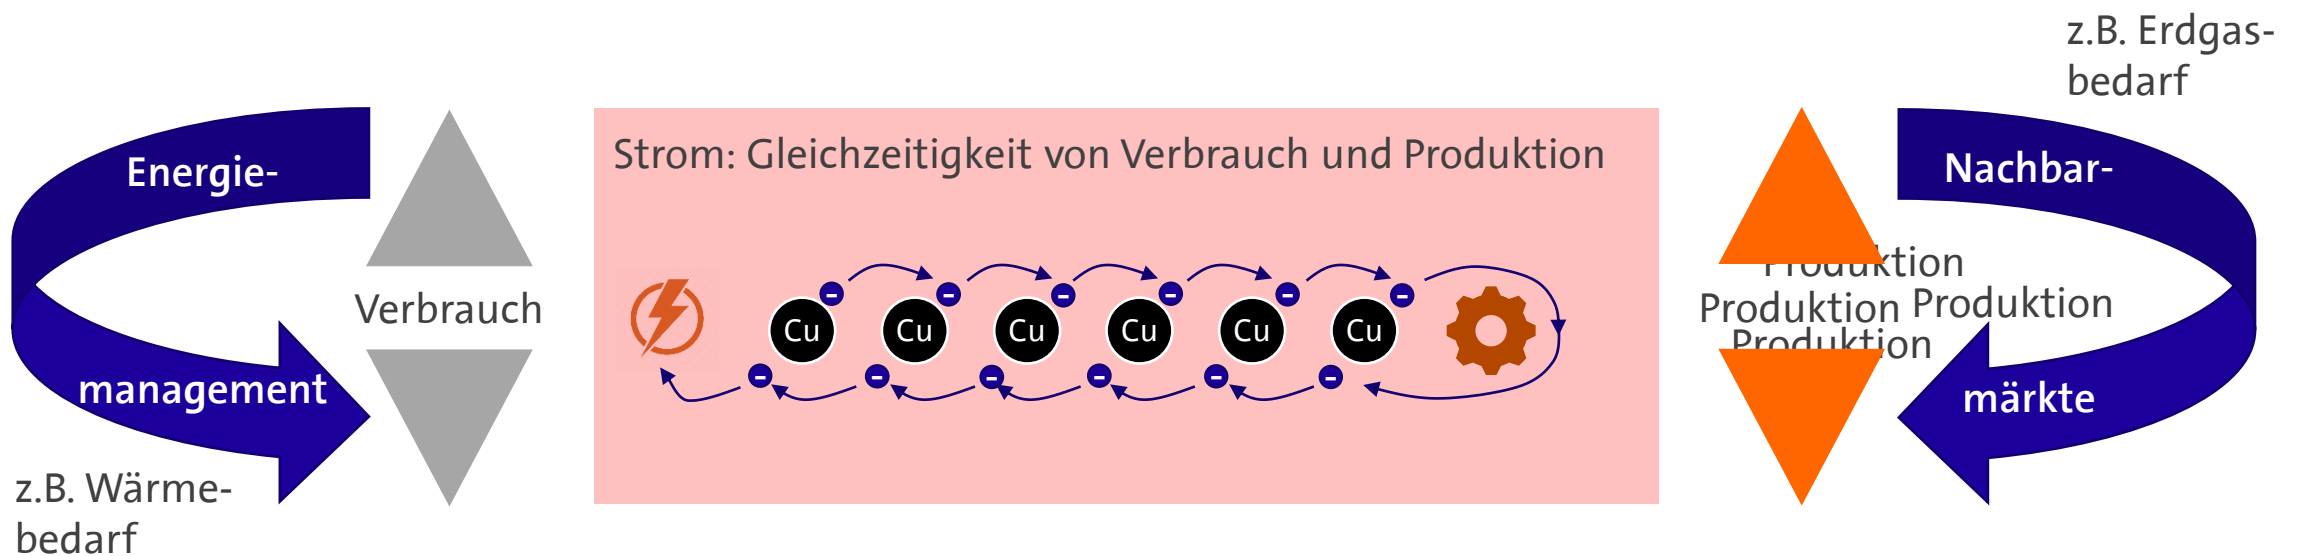 z.B. Erdgas-
bedarf
Energie-
management
z.B. Wärme-
bedarf
Verbrauch
Strom: Gleichzeitigkeit von Verbrauch und Produktion
- - - - - -
Cu Cu Cu Cu Cu Cu
- - - - - -
Produktion
Produktion Produktion
Produktion
Nachbar-
märkte